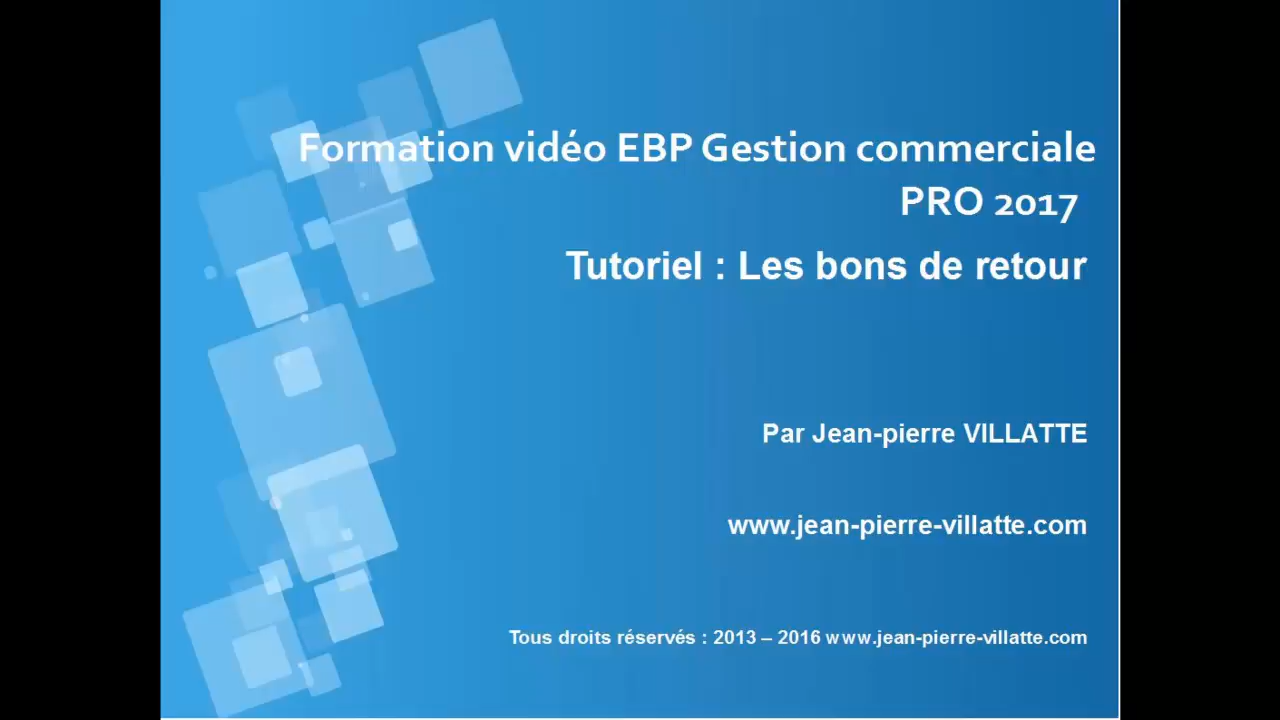 Formation vidéo EBP Gestion commerciale
PRO 2017
Tutoriel : Les bons de retour
Par Jean-pierre VILLATTE
www.jean-pierre-villatte.com
Tous droits réservés : 2013 – 2016 www.jean-pierre-villatte.com